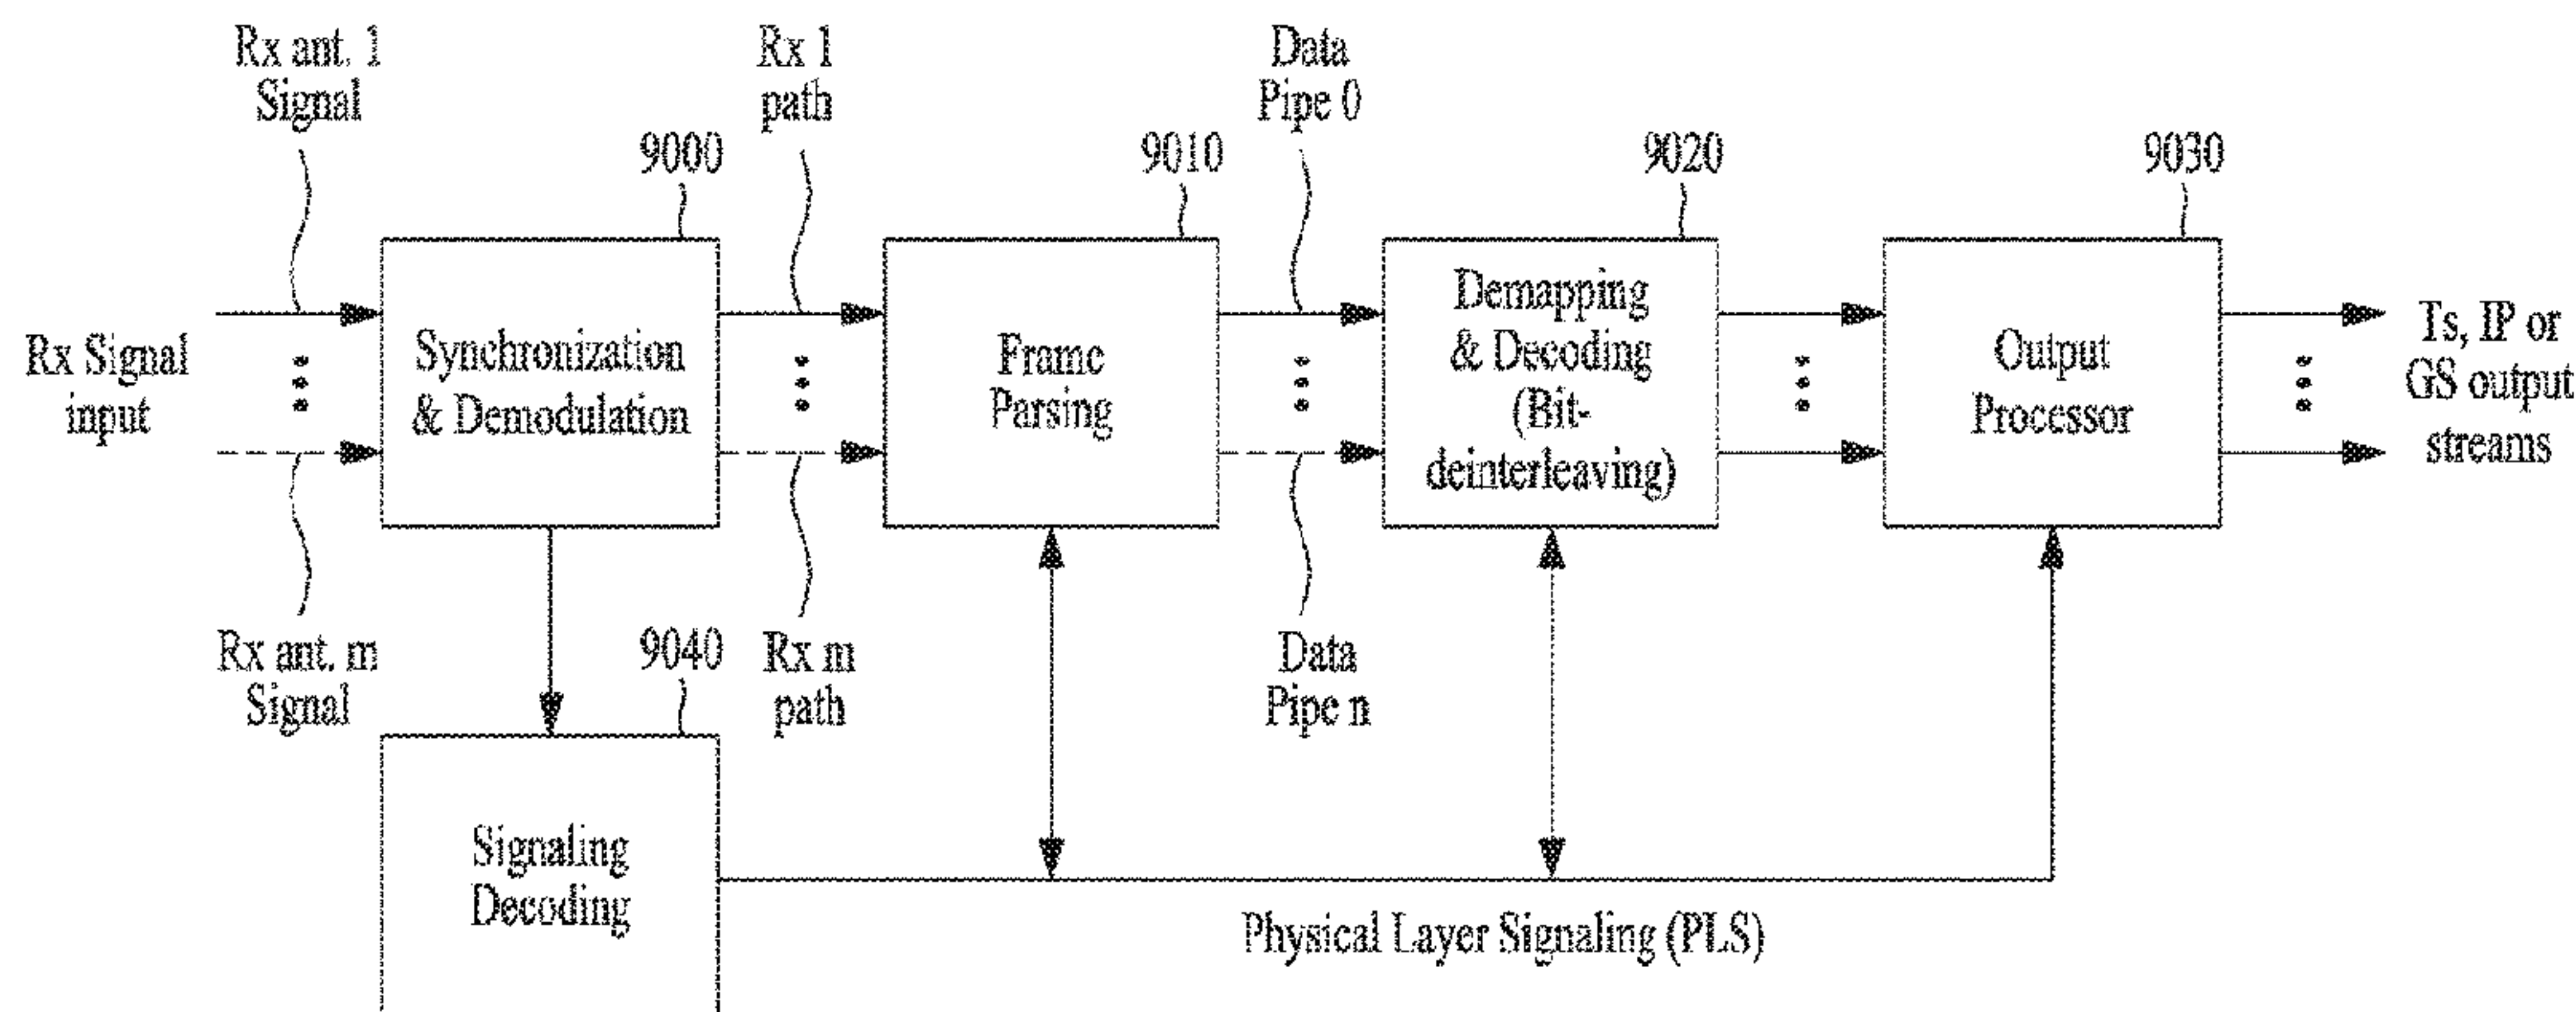 Rx ant. 1
Signal
Rx 1
path
Data
Pipe 0
9000
9010
9020
9030
Rx Signal
input
Synchronization
& Demodulation
Frame
Parsing
Demapping
& Decoding
(Bit-
deinterleaving)
Output
Processor
Ts, IP or
GS output
streams
Rx ant. m
Signal
9040
Rx m
path
Data
Pipe n
Signaling
Decoding
Physical Layer Signaling (PLS)